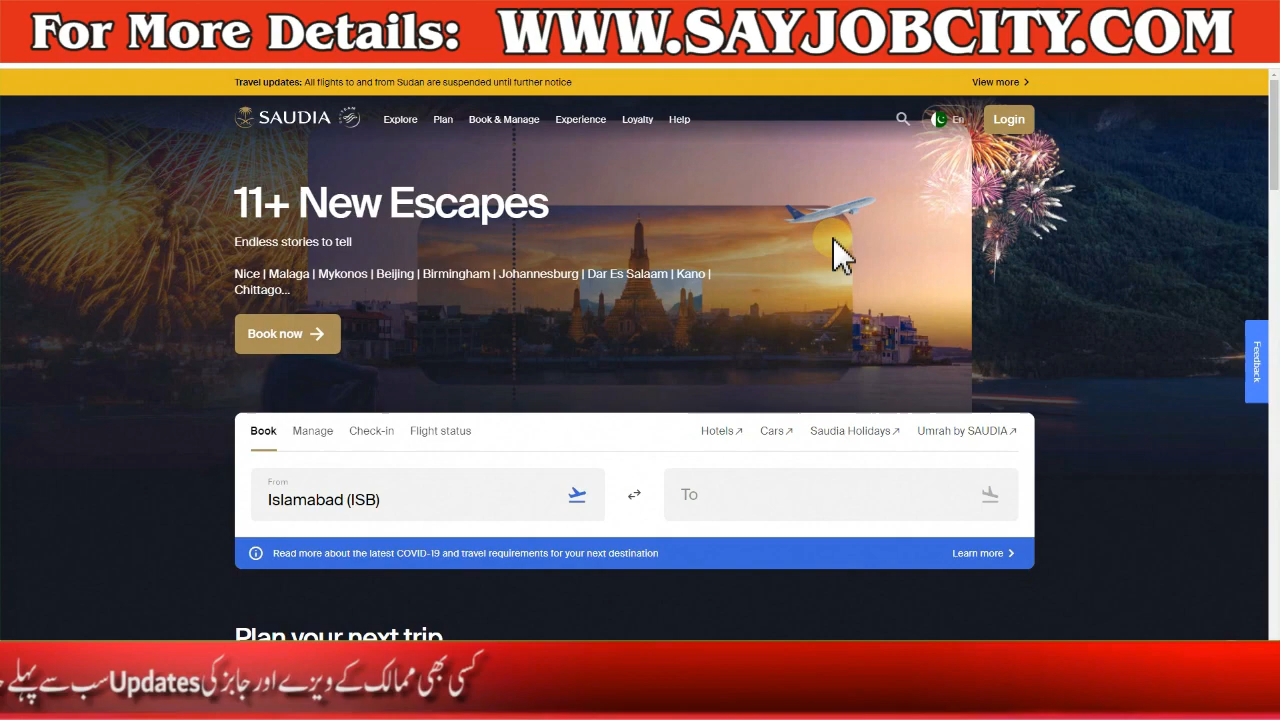 For More Details: WWW.SAYJOBCITY.COM
Travel updates: All flights to and from Sudan are suspended until further notice
View more
SAUDIA
Explore Plan Book & Manage Experience Loyalty Help
En
Login
11+ New Escapes
Endless stories to tell
Nice | Malaga | Mykonos | Beijing | Birmingham | Johannesburg | Dar Es Salaam | Kano |
Chittago...
Book now
Feedback
Book Manage Check-in Flight status
Hotels Cars Saudia Holidays Umrah by SAUDIA
From
Islamabad (ISB)
To
Read more about the latest COVID-19 and travel requirements for your next destination
Learn more
Plan your next trip
کسی بھی ممالک کے ویزے اور جابز کی Updates سب سے پہلے